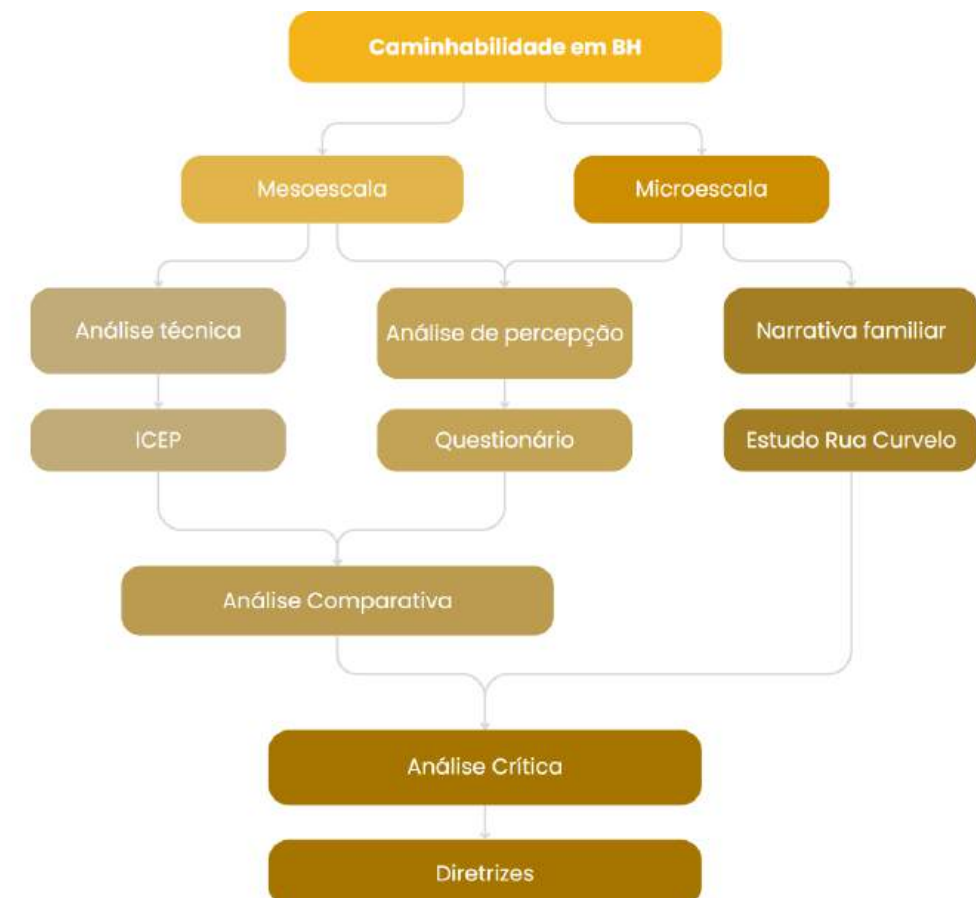 Caminhabilidade em BH
Mesoescala
Microescala
Análise técnica
Análise de percepção
Narrativa familiar
ICEP
Questionário
Estudo Rua Curvelo
Análise Comparativa
Análise Crítica
Diretrizes